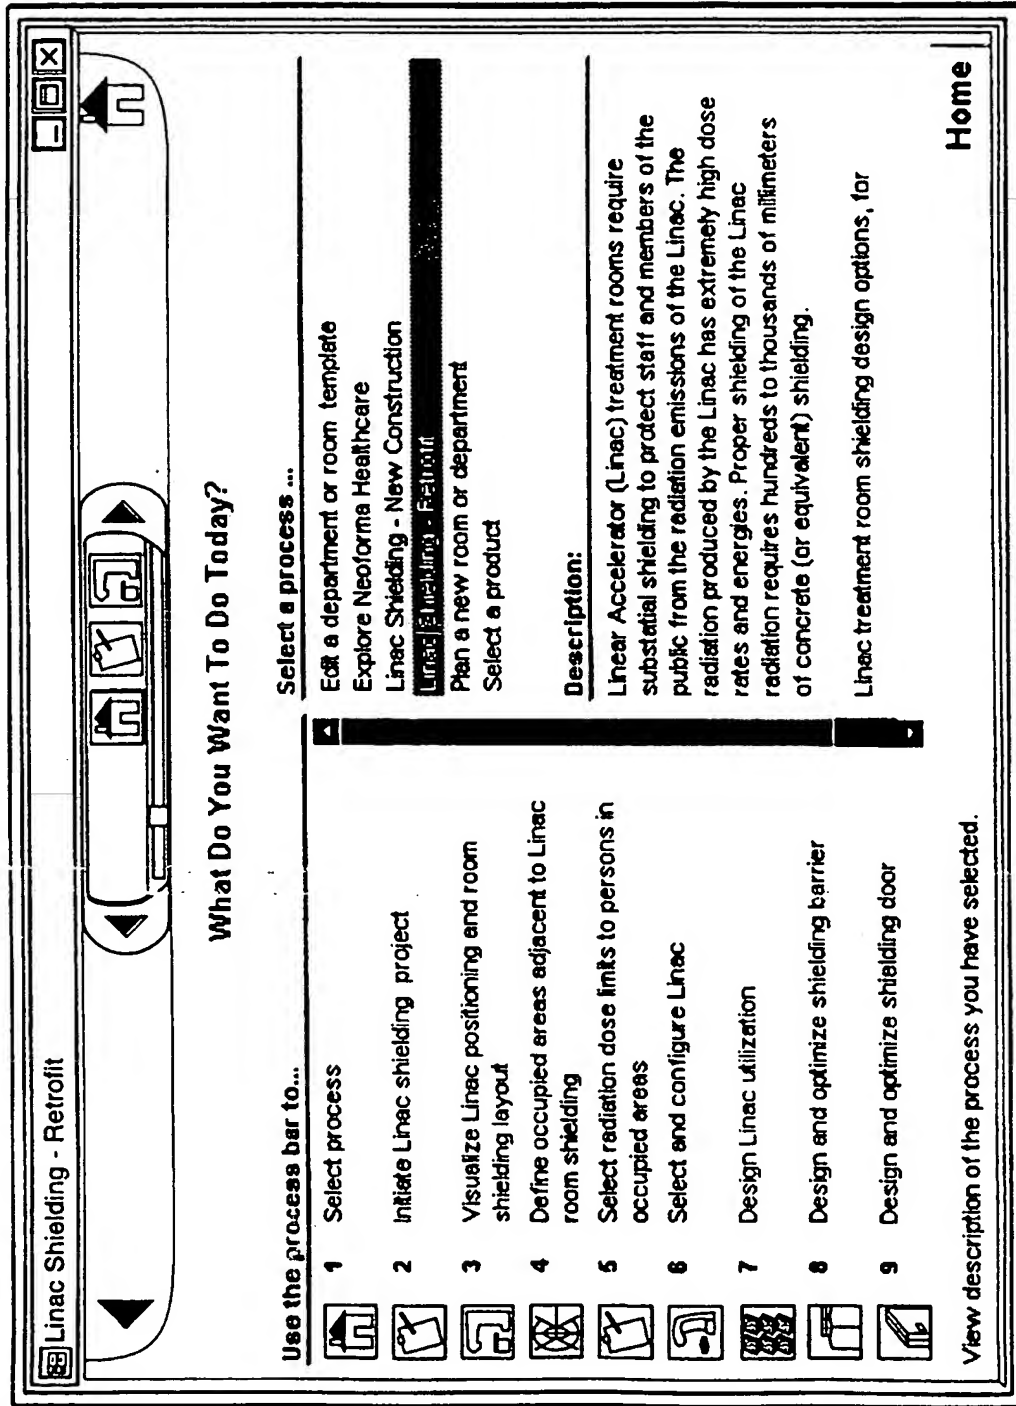 Linac Shielding - Retrofit
What Do You Want To Do Today?
Use the process bar to...
1 Select process
2 Initiate Linac shielding project
3 Visualize Linac positioning and room
shielding layout
4 Define occupied areas adjacent to Linac
room shielding
5 Select radiation dose limits to persons in
occupied areas
6 Select and configure Linac
7 Design Linac utilization
8 Design and optimize shielding barrier
9 Design and optimize shielding door
Select a process ...
Edit a department or room template
Explore Neoforma Healthcare
Linac Shielding - New Construction
Linac Shielding - Retrofit
Plan a new room or department
Select a product
Description:
Linear Accelerator (Linac) treatment rooms require
substatial shielding to protect staff and members of the
public from the radiation emissions of the Linac. The
radiation produced by the Linac has extremely high dose
rates and energies. Proper shielding of the Linac
radiation requires hundreds to thousands of millimeters
of concrete (or equivalent) shielding.
Linac treatment room shielding design options, for
View description of the process you have selected.
Home